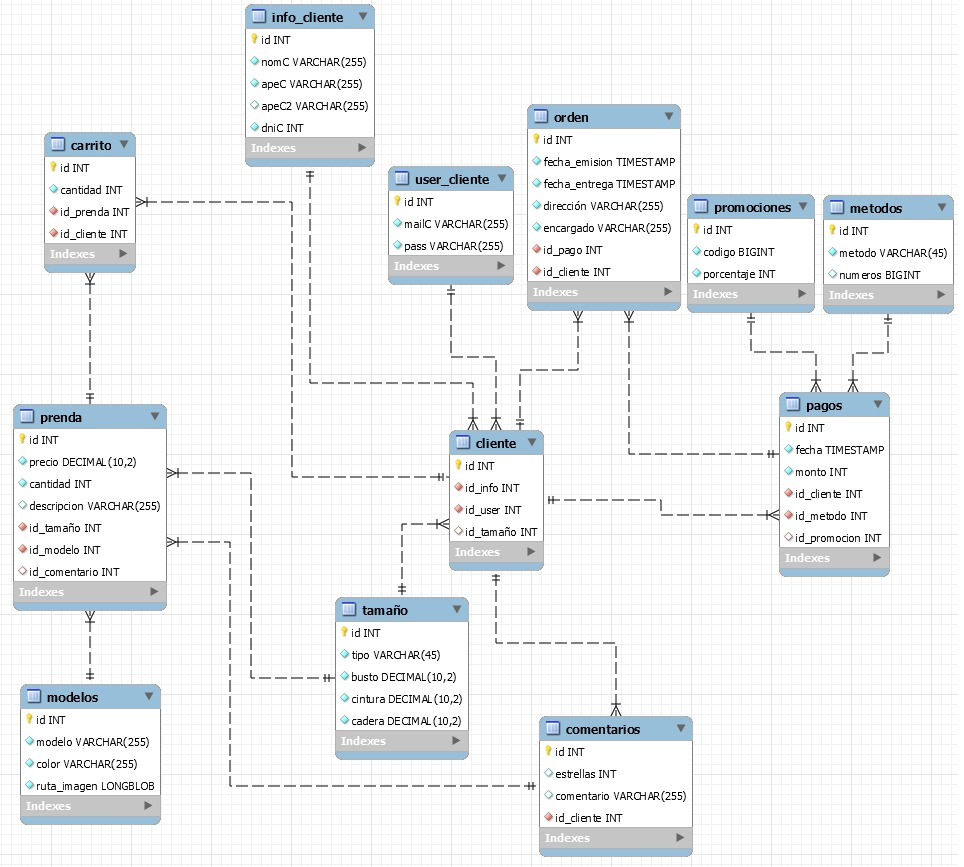 info_cliente
id INT
nomC VARCHAR(255)
apeC VARCHAR(255)
apeC2 VARCHAR(255)
dniC INT
Indexes
carrito
id INT
cantidad INT
id_prenda INT
id_cliente INT
Indexes
user_cliente
id INT
mailC VARCHAR(255)
pass VARCHAR(255)
Indexes
orden
id INT
fecha_emision TIMESTAMP
fecha_entrega TIMESTAMP
dirección VARCHAR(255)
encargado VARCHAR(255)
id_pago INT
id_cliente INT
Indexes
promociones
id INT
codigo BIGINT
porcentaje INT
Indexes
metodos
id INT
metodo VARCHAR(45)
numeros BIGINT
Indexes
prenda
id INT
precio DECIMAL(10,2)
cantidad INT
descripcion VARCHAR(255)
id_tamaño INT
id_modelo INT
id_comentario INT
Indexes
cliente
id INT
id_info INT
id_user INT
id_tamaño INT
Indexes
pagos
id INT
fecha TIMESTAMP
monto INT
id_cliente INT
id_metodo INT
id_promocion INT
Indexes
tamaño
id INT
tipo VARCHAR(45)
busto DECIMAL(10,2)
cintura DECIMAL(10,2)
cadera DECIMAL(10,2)
Indexes
modelos
id INT
modelo VARCHAR(255)
color VARCHAR(255)
ruta_imagen LONGBLOB
Indexes
comentarios
id INT
estrellas INT
comentario VARCHAR(255)
id_cliente INT
Indexes